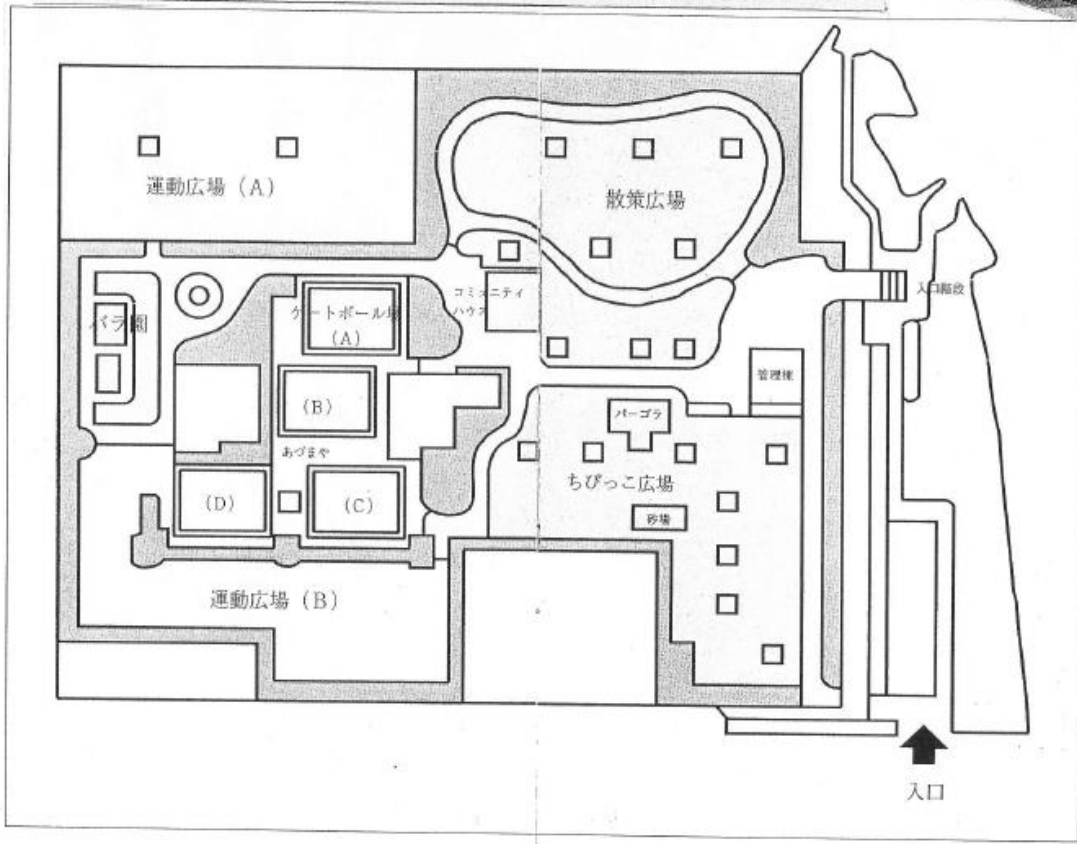 運動広場 (A)
散策広場
コミュニティ
ハウス
入口階段
バラ園
ゲートボール場
(A)
(B)
管理棟
パーゴラ
あづまや
ちびっこ広場
(D)
(C)
砂場
運動広場 (B)
入口